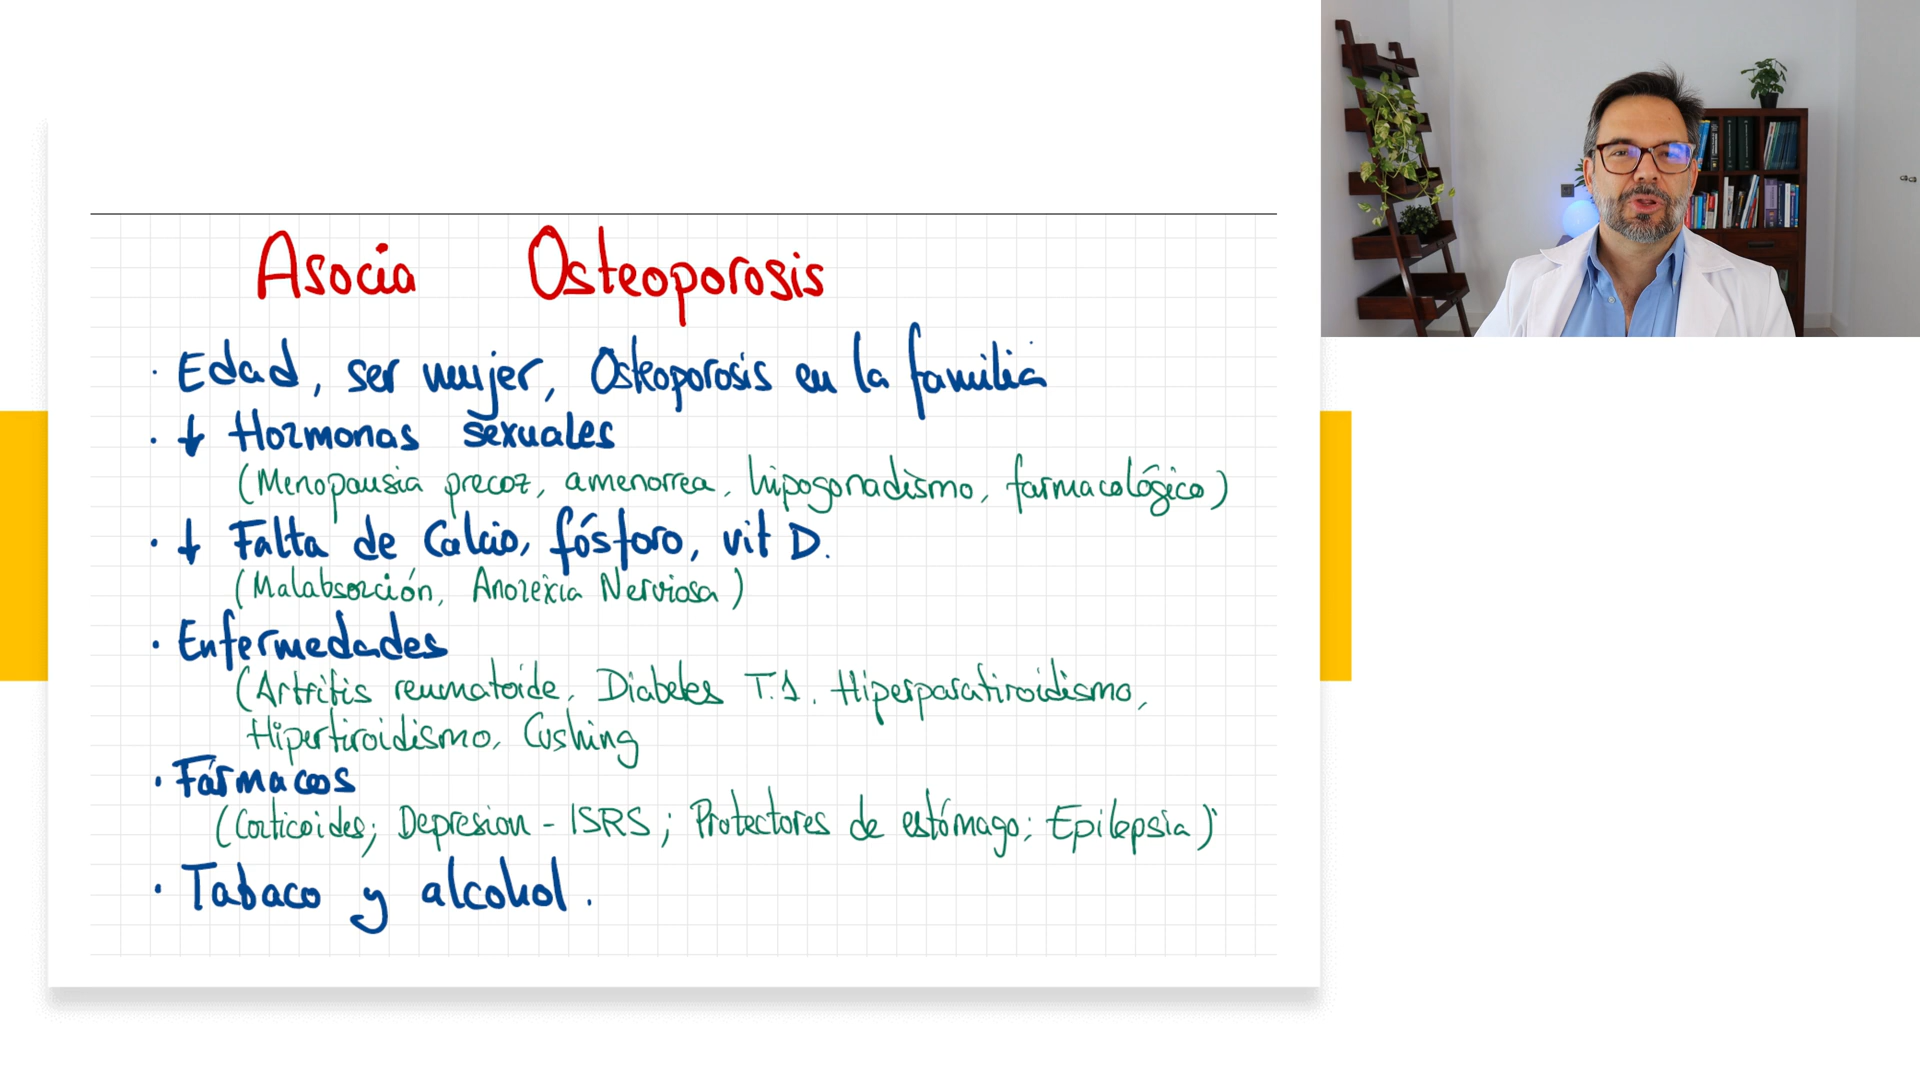 Asocia Osteoporosis
· Edad, ser mujer, Osteoporosis en la familia
· ↓ Hormonas sexuales
(Menopausia precoz, amenorrea, hipogonadismo, farmacológico)
· ↓ Falta de Calcio, fósforo, vit D.
(Malabsorción, Anorexia Nerviosa)
· Enfermedades
(Artritis reumatoide, Diabetes T.1, Hiperparatiroidismo,
Hipertiroidismo, Cushing
· Fármacos
(Corticoides; Depresion - ISRS; Protectores de estómago; Epilepsia)
· Tabaco y alcohol.